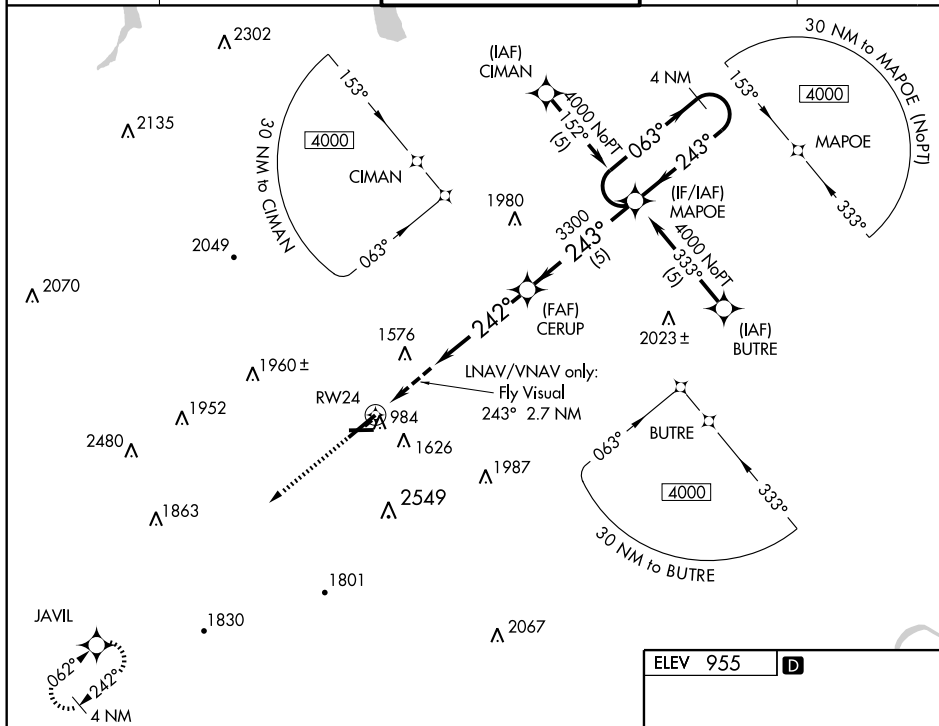 2302
(IAF)
CIMAN
4 NM
30 NM to MAPOE (NoPT)
153°
4000
153°
4000 NoPT
152°
(5)
063°
243°
4000
MAPOE
2135
30 NM to CIMAN
CIMAN
(IF/IAF)
MAPOE
1980
3300
243°
(5)
333°
063°
4000 NoPT
333°
(5)
2049
2070
242°
(FAF)
CERUP
(IAF)
BUTRE
2023±
1576
1960±
LNAV/VNAV only:
Fly Visual
243° 2.7 NM
RW24
984
1952
1626
BUTRE
063°
2480
1987
4000
333°
2549
1863
30 NM to BUTRE
1801
JAVIL
1830
2067
062°
242°
4 NM
ELEV 955
D